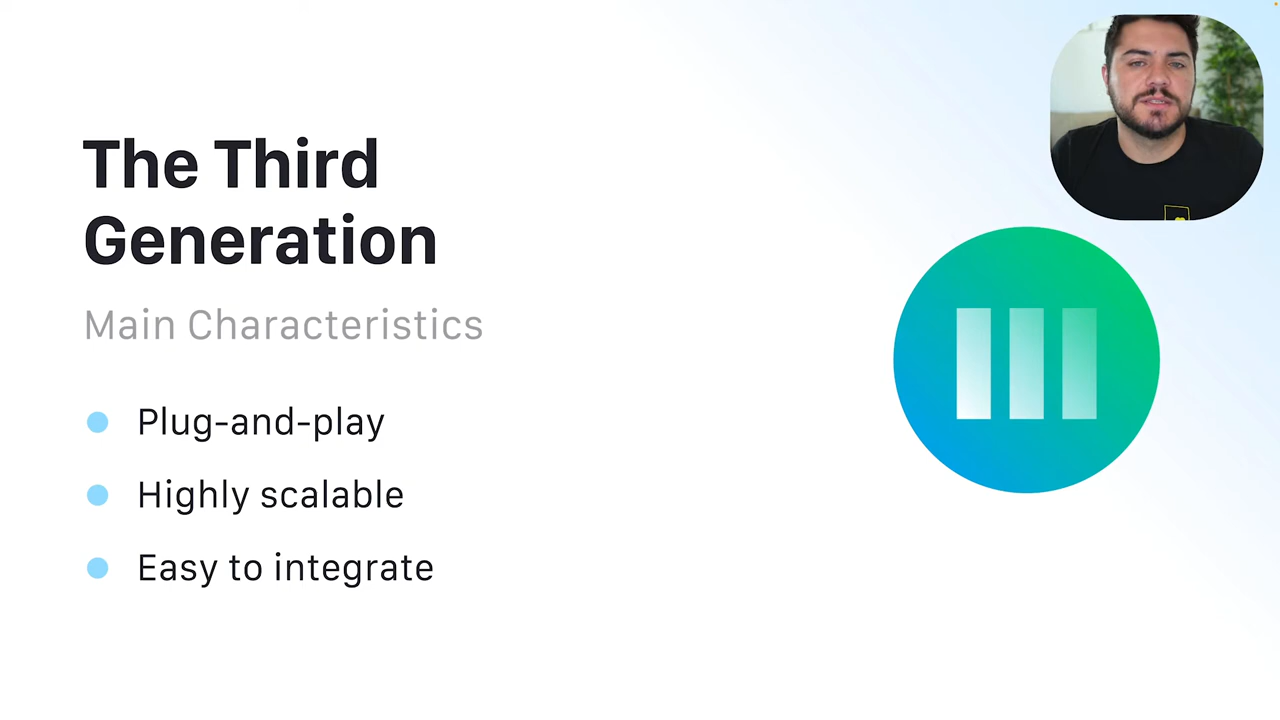 The Third
Generation
Main Characteristics
Plug-and-play
Highly scalable
Easy to integrate